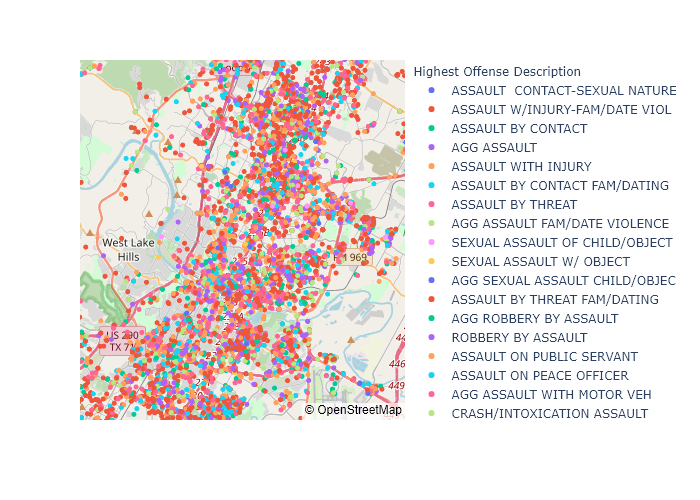 Highest Offense Description
ASSAULT  CONTACT-SEXUAL NATURE
ASSAULT W/INJURY-FAM/DATE VIOL
ASSAULT BY CONTACT
AGG ASSAULT
ASSAULT WITH INJURY
ASSAULT BY CONTACT FAM/DATING
ASSAULT BY THREAT
AGG ASSAULT FAM/DATE VIOLENCE
SEXUAL ASSAULT OF CHILD/OBJECT
SEXUAL ASSAULT W/ OBJECT
AGG SEXUAL ASSAULT CHILD/OBJEC
ASSAULT BY THREAT FAM/DATING
AGG ROBBERY BY ASSAULT
ROBBERY BY ASSAULT
ASSAULT ON PUBLIC SERVANT
ASSAULT ON PEACE OFFICER
AGG ASSAULT WITH MOTOR VEH
CRASH/INTOXICATION ASSAULT
West Lake
Hills
969
US 290
TX 71
446
449
© OpenStreetMap